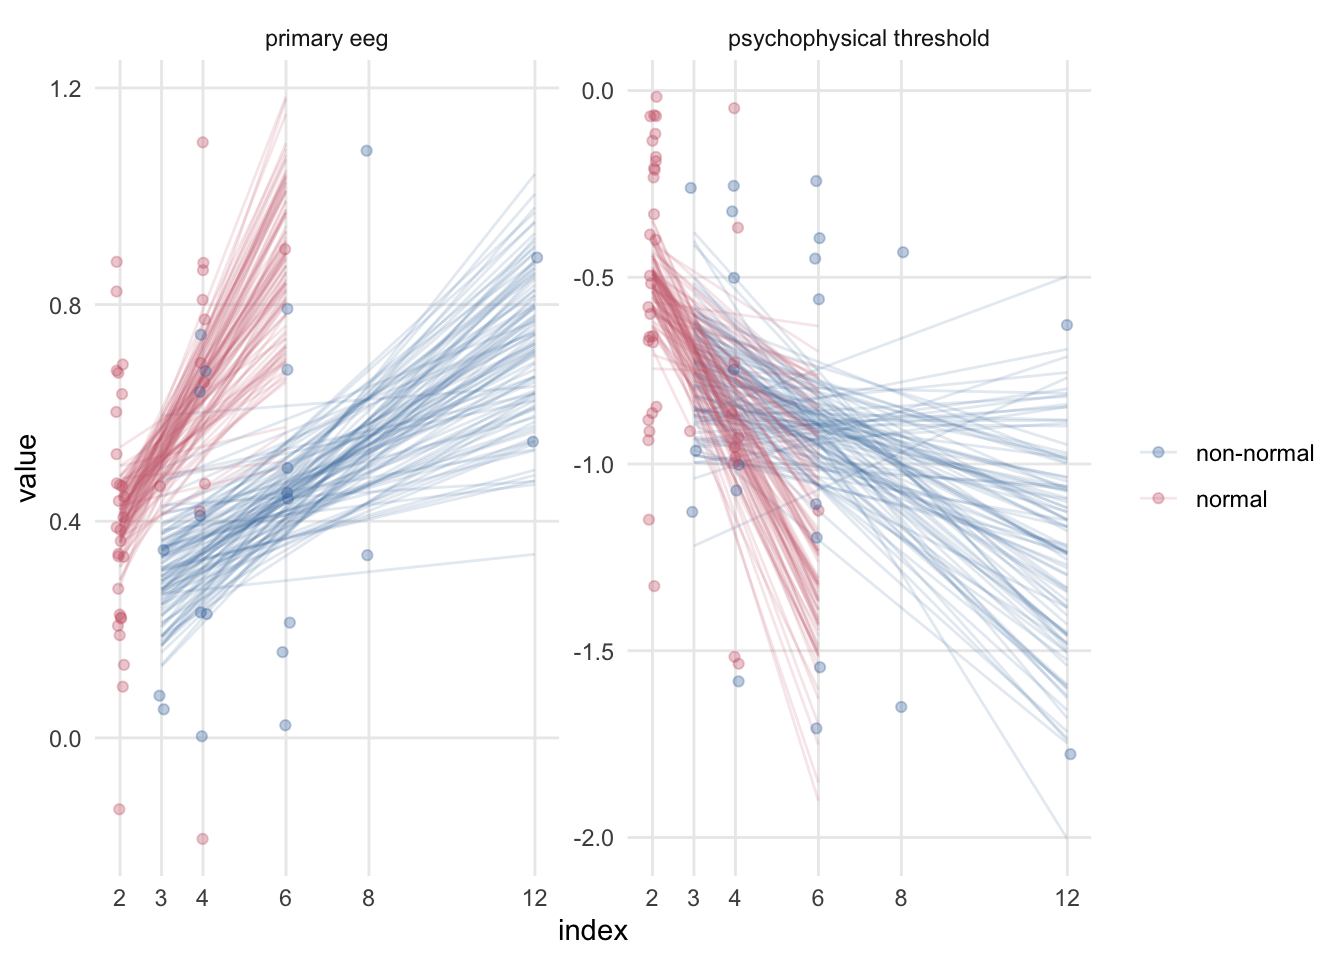 primary eeg
psychophysical threshold
1.2
0.8
0.4
0.0
value
0.0
-0.5
-1.0
-1.5
-2.0
2 3 4 6 8 12
2 3 4 6 8 12
index
non-normal
normal